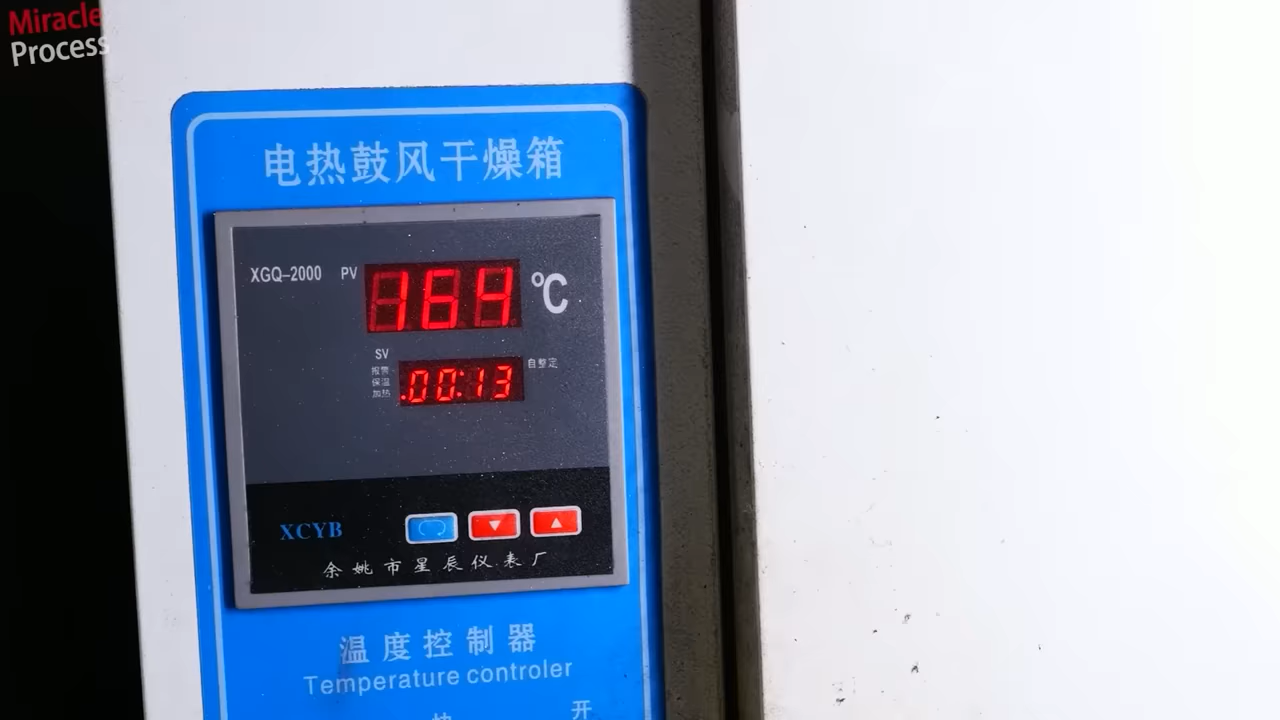 Miracle
Process
电热鼓风干燥箱
XGQ-2000 PV 164 ℃
SV
报警
保温
加热
.00:13
自整定
XCYB
余姚市星辰仪表厂
温度控制器
Temperature controler
开